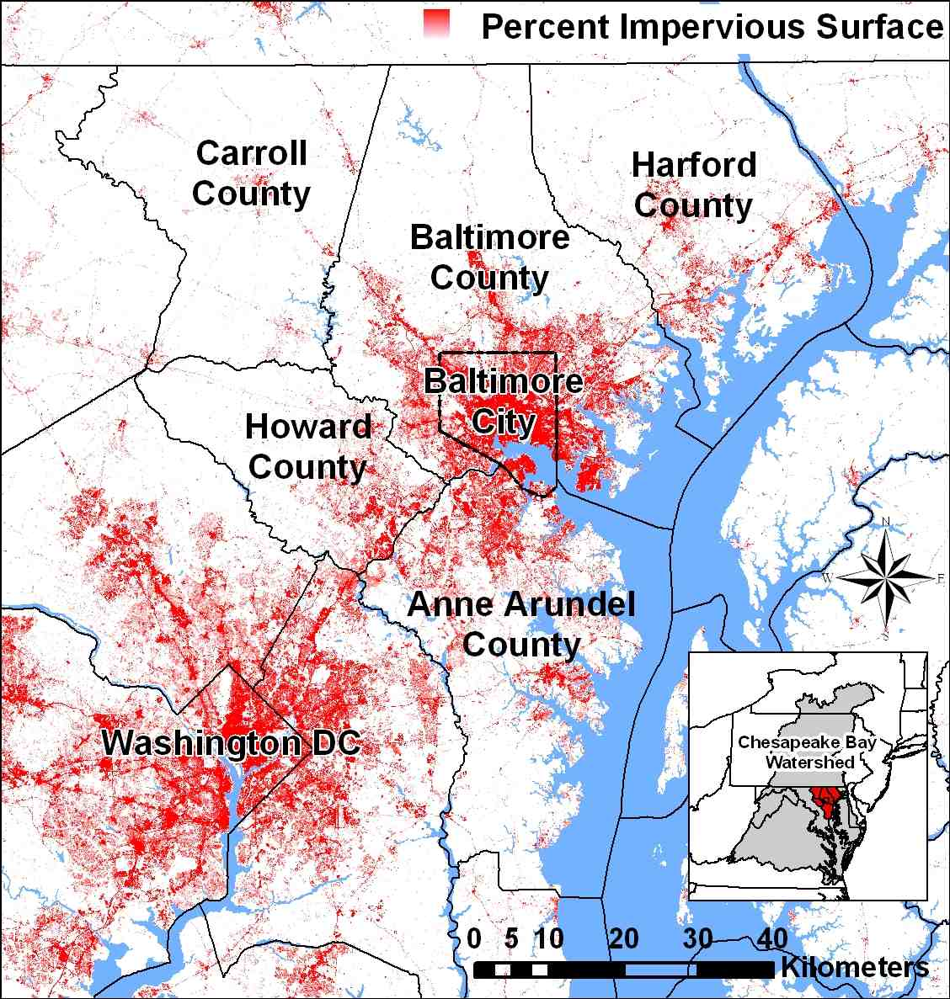 Percent Impervious Surface
Carroll
County
Harford
County
Baltimore
County
Baltimore
City
Howard
County
N
W
E
S
Anne Arundel
County
Washington DC
Chesapeake Bay
Watershed
0 5 10 20 30 40
Kilometers